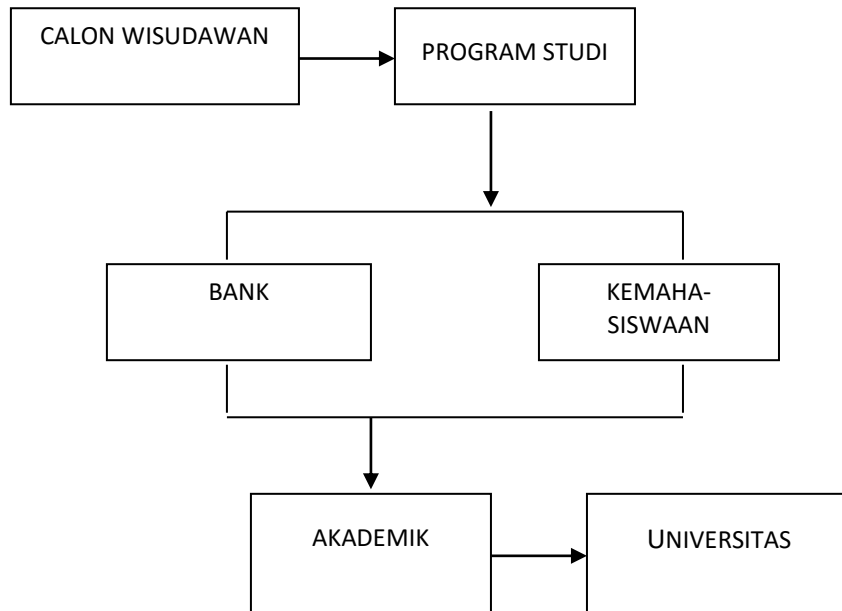 CALON WISUDAWAN
PROGRAM STUDI
BANK
KEMAHA-
SISWAAN
AKADEMIK
UNIVERSITAS